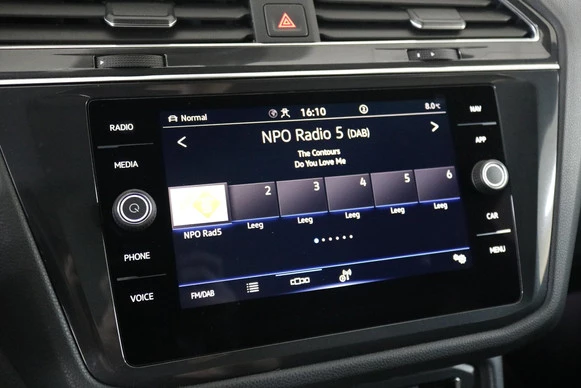 RADIO
MEDIA
PHONE
VOICE
Normal
16:10
8.0°C
NPO Radio 5 (DAB)
The Contours
Do You Love Me
2 3 4 5 6
NPO Rad5 Leeg Leeg Leeg Leeg Leeg
FM/DAB
NAV
APP
CAR
MENU